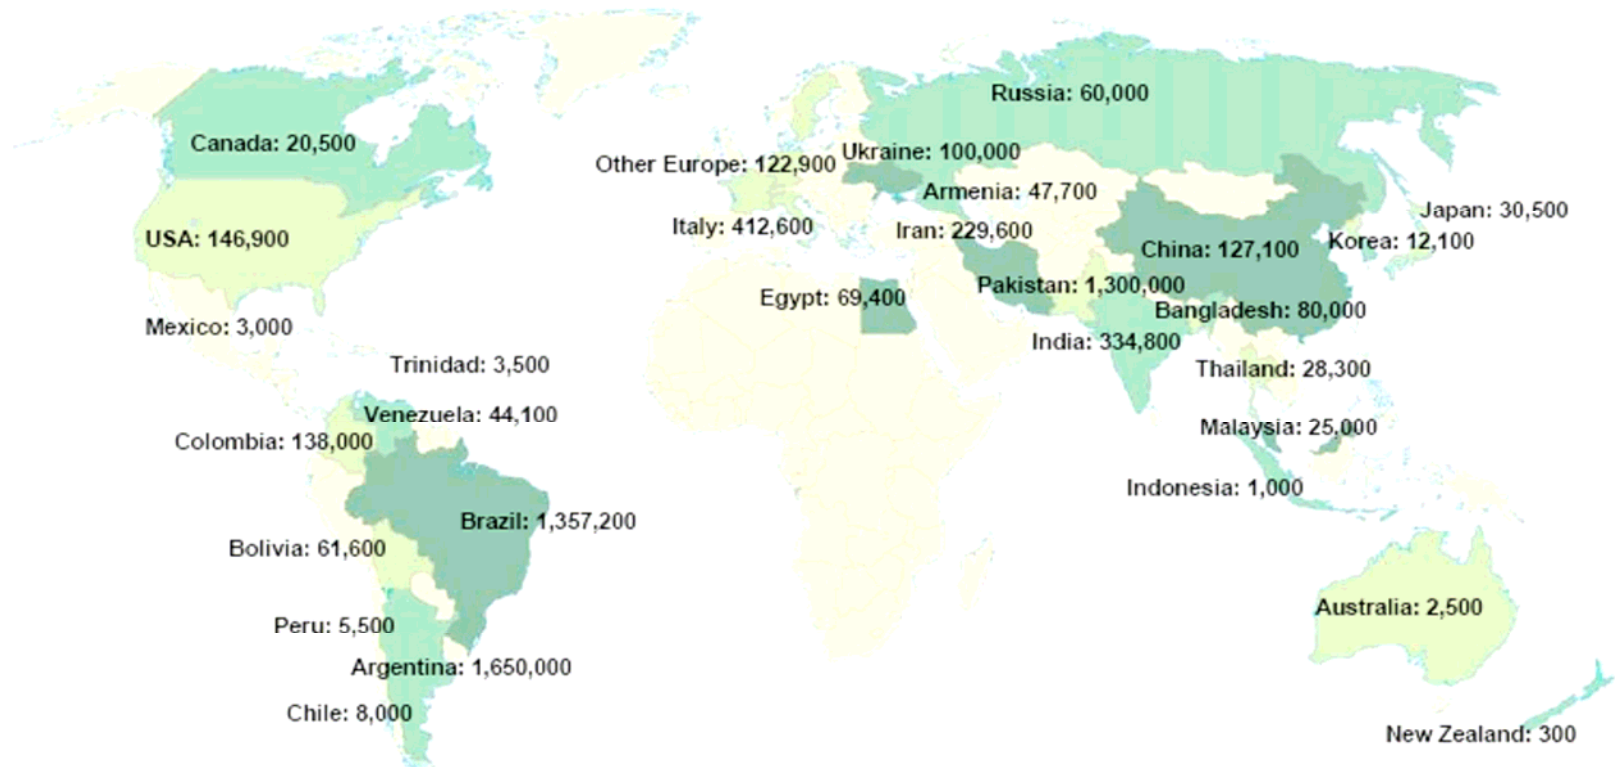 Russia: 60,000
Canada: 20,500
Ukraine: 100,000
Other Europe: 122,900
Armenia: 47,700
Japan: 30,500
Italy: 412,600
Iran: 229,600
USA: 146,900
Korea: 12,100
China: 127,100
Pakistan: 1,300,000
Egypt: 69,400
Bangladesh: 80,000
Mexico: 3,000
India: 334,800
Trinidad: 3,500
Thailand: 28,300
Venezuela: 44,100
Malaysia: 25,000
Colombia: 138,000
Indonesia: 1,000
Brazil: 1,357,200
Bolivia: 61,600
Australia: 2,500
Peru: 5,500
Argentina: 1,650,000
Chile: 8,000
New Zealand: 300